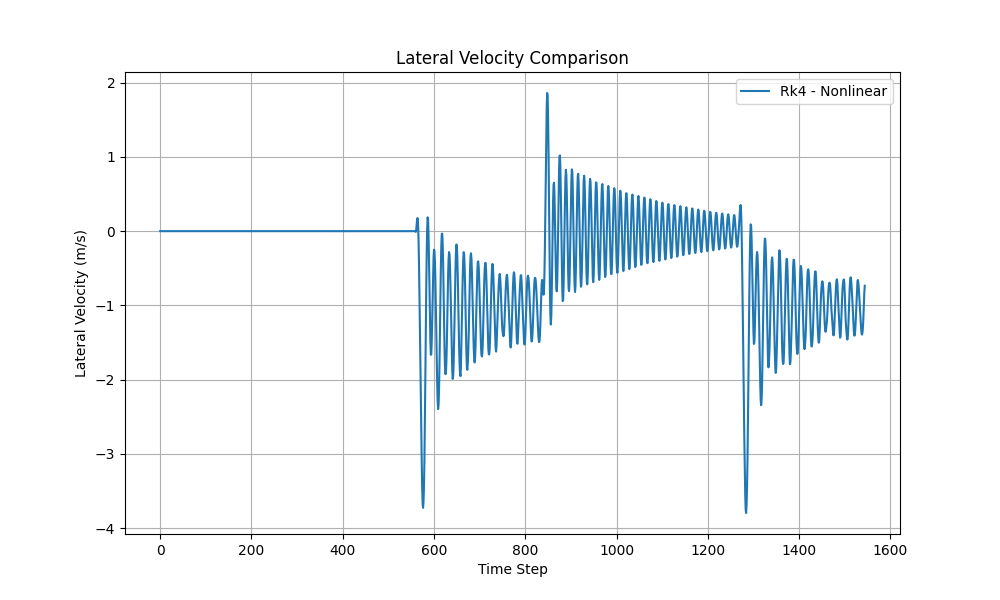 Lateral Velocity Comparison
Rk4 - Nonlinear
Lateral Velocity (m/s)
2
1
0
−1
−2
−3
−4
0 200 400 600 800 1000 1200 1400 1600
Time Step